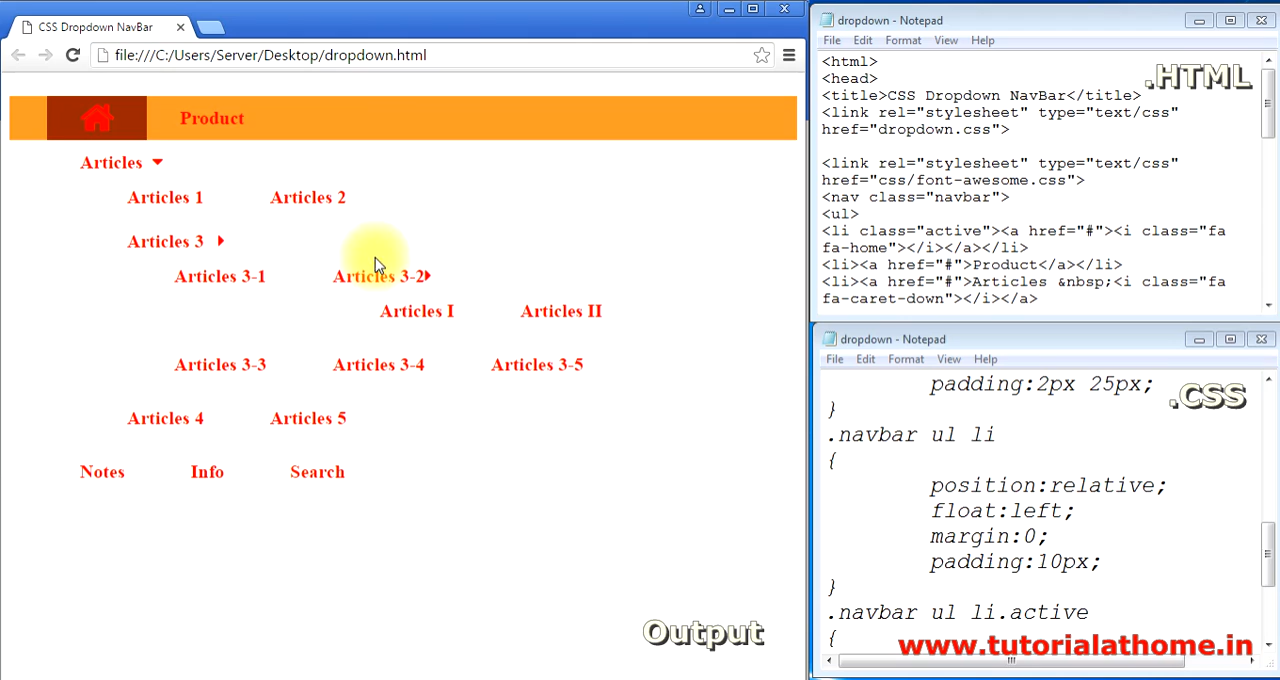 CSS Dropdown NavBar
file:///C:/Users/Server/Desktop/dropdown.html
Product
Articles
Articles 1 Articles 2
Articles 3
Articles 3-1 Articles 3-2
Articles I Articles II
Articles 3-3 Articles 3-4 Articles 3-5
Articles 4 Articles 5
Notes Info Search
Output
dropdown - Notepad
File Edit Format View Help
.HTML
<html>
<head>
<title>CSS Dropdown NavBar</title>
<link rel="stylesheet" type="text/css"
href="dropdown.css">
<link rel="stylesheet" type="text/css"
href="css/font-awesome.css">
<nav class="navbar">
<ul>
<li class="active"><a href="#"><i class="fa
fa-home"></i></a></li>
<li><a href="#">Product</a></li>
<li><a href="#">Articles &nbsp;<i class="fa
fa-caret-down"></i></a>
dropdown - Notepad
File Edit Format View Help
.CSS
padding:2px 25px;
}
.navbar ul li
{
position:relative;
float:left;
margin:0;
padding:10px;
}
.navbar ul li.active
{
www.tutorialathome.in